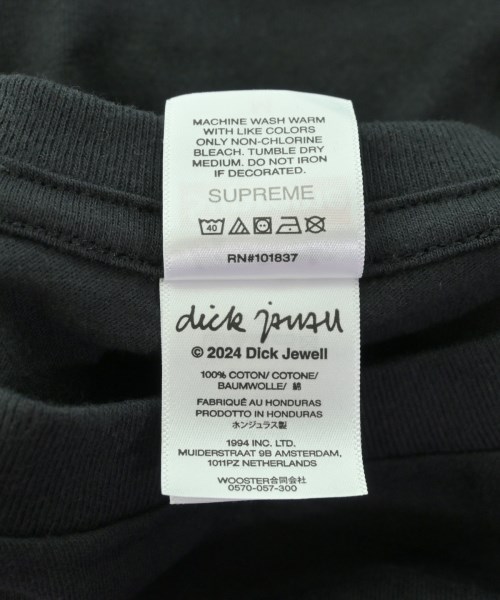 MACHINE WASH WARM
WITH LIKE COLORS
ONLY NON-CHLORINE
BLEACH. TUMBLE DRY
MEDIUM. DO NOT IRON
IF DECORATED.
SUPREME
40
RN#101837
dick jewell
© 2024 Dick Jewell
100% COTON/ COTONE/
BAUMWOLLE/ 綿
FABRIQUÉ AU HONDURAS
PRODOTTO IN HONDURAS
ホンジュラス製
1994 INC. LTD.
MUIDERSTRAAT 9B AMSTERDAM,
1011PZ NETHERLANDS
WOOSTER合同会社
0570-057-300